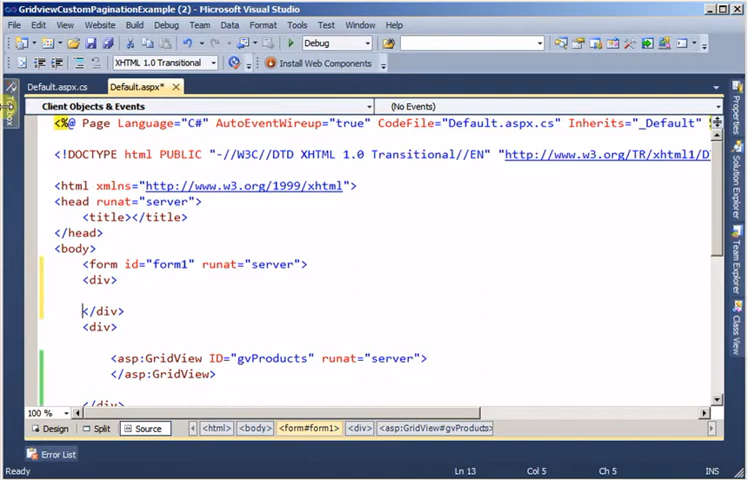 GridviewCustomPaginationExample (2) - Microsoft Visual Studio
File Edit View Website Build Debug Team Data Format Tools Test Window Help
Debug
XHTML 1.0 Transitional
Install Web Components
Default.aspx.cs
Default.aspx*
Client Objects & Events
(No Events)
<%@ Page Language="C#" AutoEventWireup="true" CodeFile="Default.aspx.cs" Inherits="_Default"
<!DOCTYPE html PUBLIC "-//W3C//DTD XHTML 1.0 Transitional//EN" "http://www.w3.org/TR/xhtml1/D
<html xmlns="http://www.w3.org/1999/xhtml">
<head runat="server">
<title></title>
</head>
<body>
<form id="form1" runat="server">
<div>
</div>
<div>
<asp:GridView ID="gvProducts" runat="server">
</asp:GridView>
</div>
100 %
Design
Split
Source
<html> <body> <form#form1> <div> <asp:GridView#gvProducts>
Error List
Ready
Ln 13
Col 5
Ch 5
INS
Properties
Solution Explorer
Team Explorer
Class View